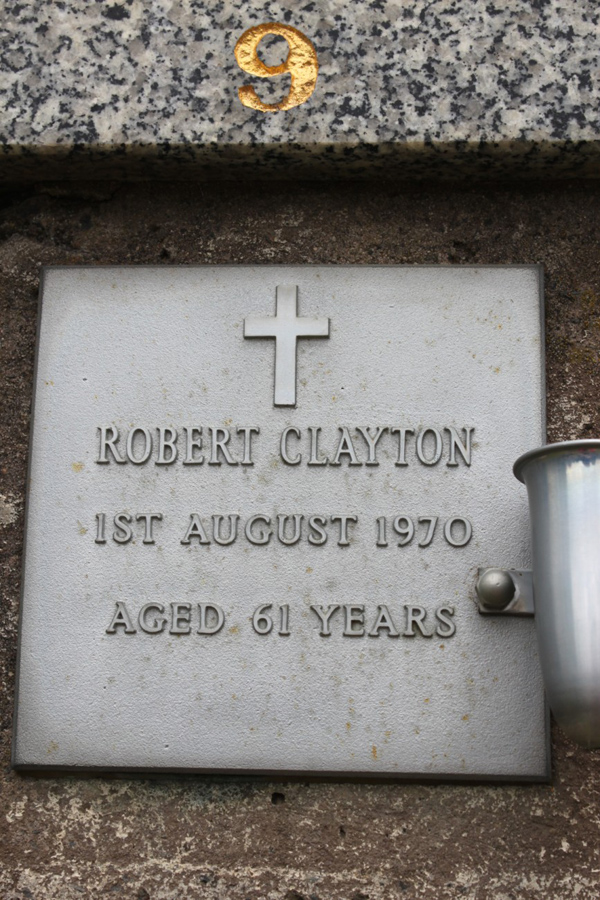 9
ROBERT CLAYTON
1ST AUGUST 1970
AGED 61 YEARS